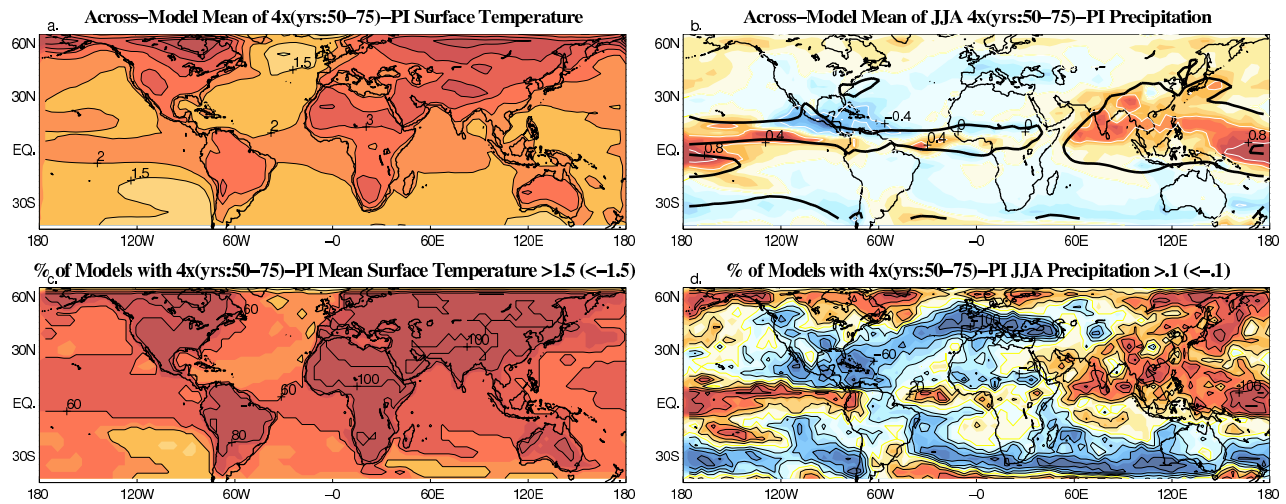 Across–Model Mean of 4x(yrs:50–75)–PI Surface Temperature
a.
60N
30N
EQ.
30S
1.5
2
3
2
1.5
180 120W 60W –0 60E 120E 180
Across–Model Mean of JJA 4x(yrs:50–75)–PI Precipitation
b.
60N
30N
EQ.
30S
–0.4
0.4
0
0
0.4
0.8
0.8
180 120W 60W –0 60E 120E 180
% of Models with 4x(yrs:50–75)–PI Mean Surface Temperature >1.5 (<–1.5)
c.
60N
30N
EQ.
30S
60
100
100
60
60
80
180 120W 60W –0 60E 120E 180
% of Models with 4x(yrs:50–75)–PI JJA Precipitation >.1 (<–.1)
d.
60N
30N
EQ.
30S
–60
100
180 120W 60W –0 60E 120E 180